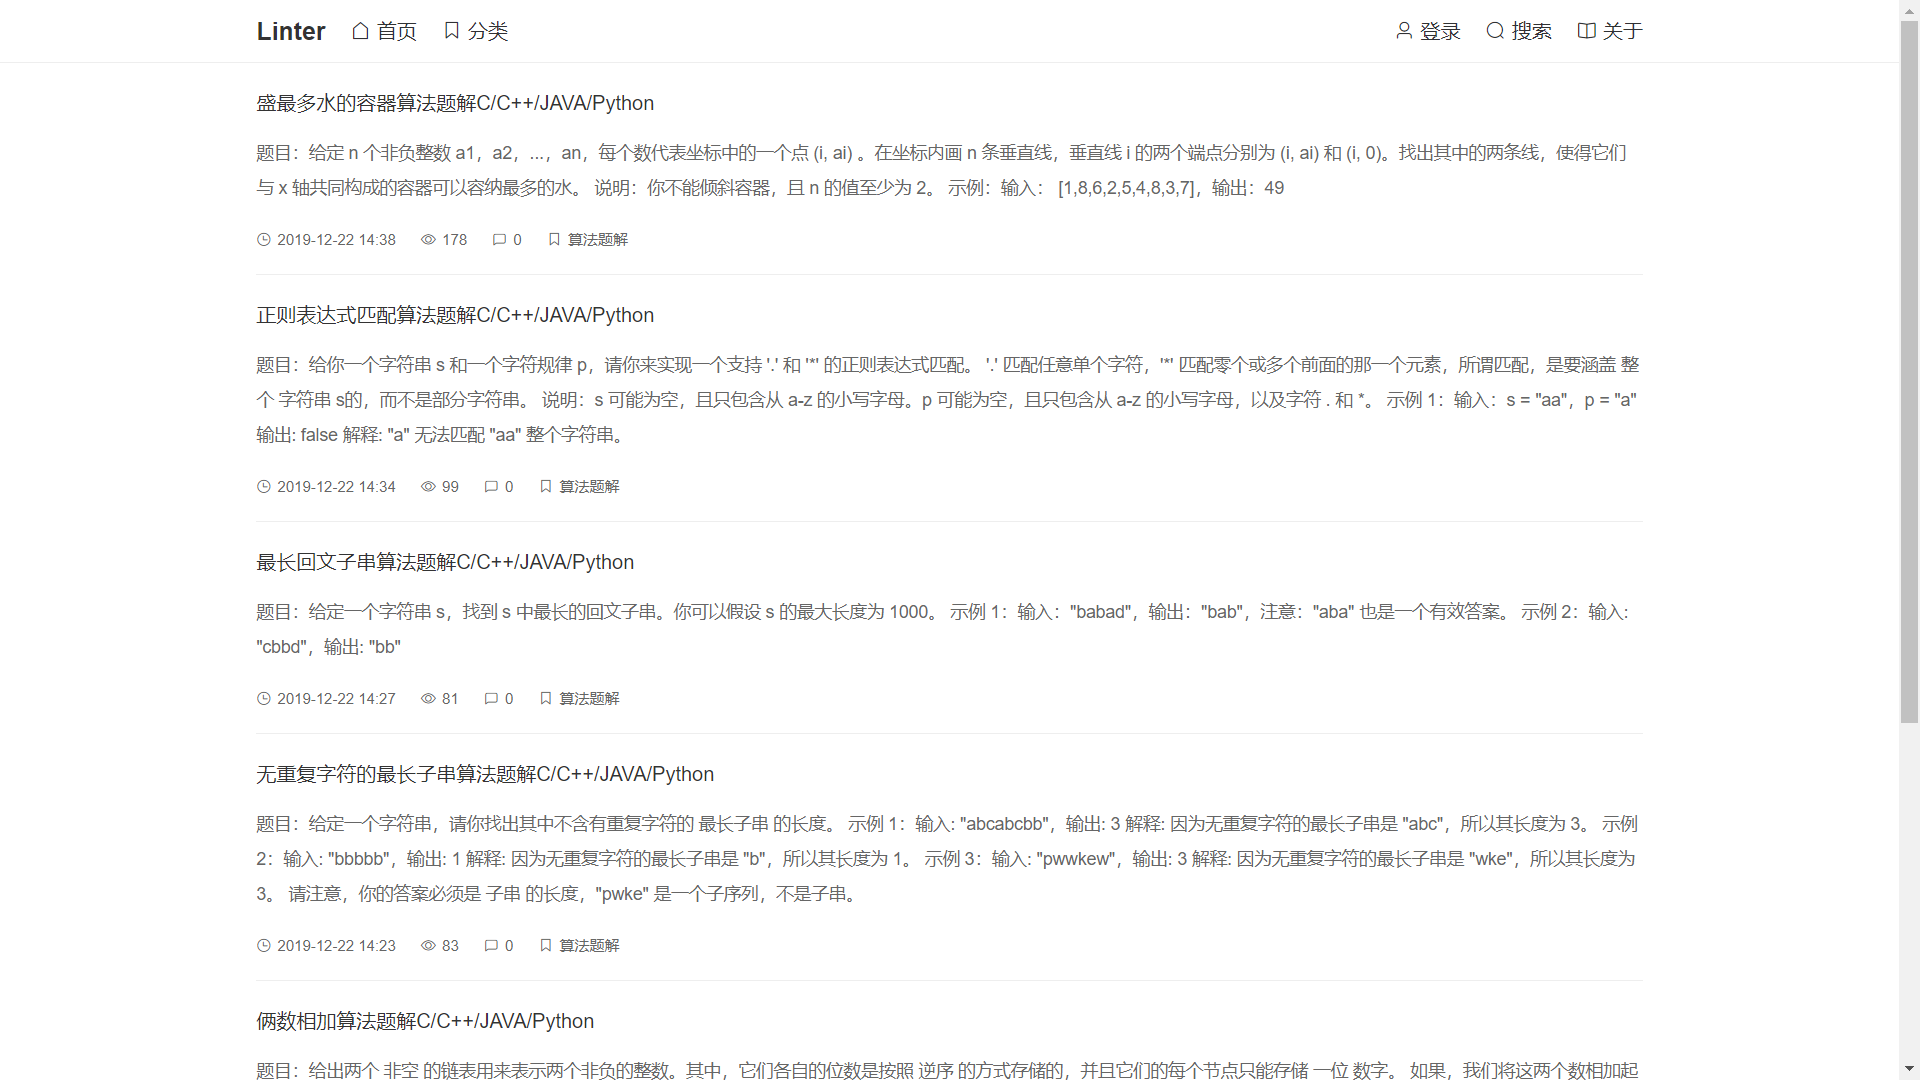 Linter 首页 分类 登录 搜索 关于
盛最多水的容器算法题解C/C++/JAVA/Python
题目：给定 n 个非负整数 a1，a2，...，an，每个数代表坐标中的一个点 (i, ai) 。在坐标内画 n 条垂直线，垂直线 i 的两个端点分别为 (i, ai) 和 (i, 0)。找出其中的两条线，使得它们
与 x 轴共同构成的容器可以容纳最多的水。 说明：你不能倾斜容器，且 n 的值至少为 2。 示例：输入： [1,8,6,2,5,4,8,3,7]，输出：49
2019-12-22 14:38 178 0 算法题解
正则表达式匹配算法题解C/C++/JAVA/Python
题目：给你一个字符串 s 和一个字符规律 p，请你来实现一个支持 '.' 和 '*' 的正则表达式匹配。 '.' 匹配任意单个字符，'*' 匹配零个或多个前面的那一个元素，所谓匹配，是要涵盖 整
个 字符串 s的，而不是部分字符串。 说明：s 可能为空，且只包含从 a-z 的小写字母。p 可能为空，且只包含从 a-z 的小写字母，以及字符 . 和 *。 示例 1：输入：s = "aa"，p = "a"
输出: false 解释: "a" 无法匹配 "aa" 整个字符串。
2019-12-22 14:34 99 0 算法题解
最长回文子串算法题解C/C++/JAVA/Python
题目：给定一个字符串 s，找到 s 中最长的回文子串。你可以假设 s 的最大长度为 1000。 示例 1：输入："babad"，输出："bab"，注意："aba" 也是一个有效答案。 示例 2：输入:
"cbbd"，输出: "bb"
2019-12-22 14:27 81 0 算法题解
无重复字符的最长子串算法题解C/C++/JAVA/Python
题目：给定一个字符串，请你找出其中不含有重复字符的 最长子串 的长度。 示例 1：输入: "abcabcbb"，输出: 3 解释: 因为无重复字符的最长子串是 "abc"，所以其长度为 3。 示例
2：输入: "bbbbb"，输出: 1 解释: 因为无重复字符的最长子串是 "b"，所以其长度为 1。 示例 3：输入: "pwwkew"，输出: 3 解释: 因为无重复字符的最长子串是 "wke"，所以其长度为
3。 请注意，你的答案必须是 子串 的长度，"pwke" 是一个子序列，不是子串。
2019-12-22 14:23 83 0 算法题解
俩数相加算法题解C/C++/JAVA/Python
题目：给出两个 非空 的链表用来表示两个非负的整数。其中，它们各自的位数是按照 逆序 的方式存储的，并且它们的每个节点只能存储 一位 数字。 如果，我们将这两个数相加起